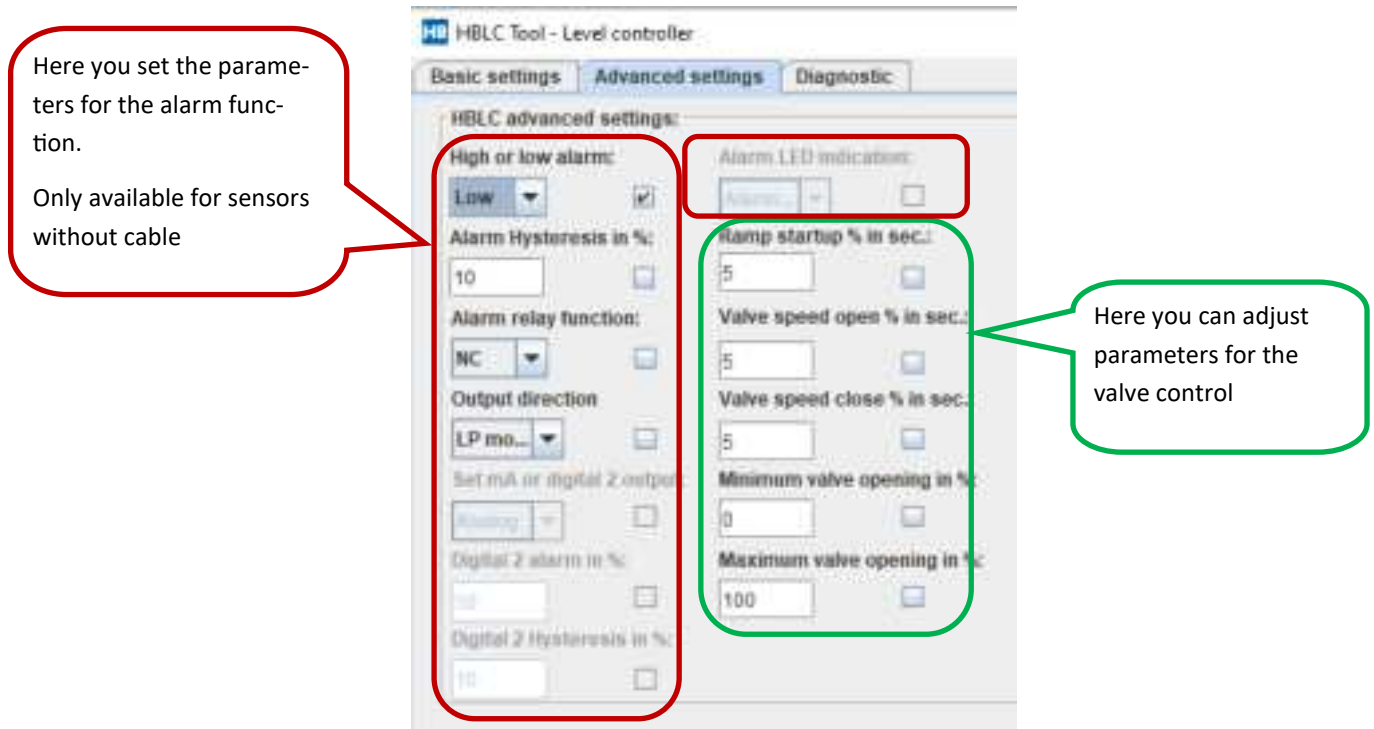 HB HBLC Tool - Level controller
Basic settings Advanced settings Diagnostic
Here you set the parame-
ters for the alarm func-
tion.
Only available for sensors
without cable
HBLC advanced settings:
High or low alarm:
Low
Alarm Hysteresis in %:
10
Alarm relay function:
NC
Output direction
LP mo...
Set mA or digital 2 output:
Analog
Digital 2 alarm in %:
Digital 2 Hysteresis in %:
10
Alarm LED indication:
Alarm...
Ramp startup % in sec.:
5
Valve speed open % in sec.:
5
Valve speed close % in sec.:
5
Minimum valve opening in %:
0
Maximum valve opening in %:
100
Here you can adjust
parameters for the
valve control